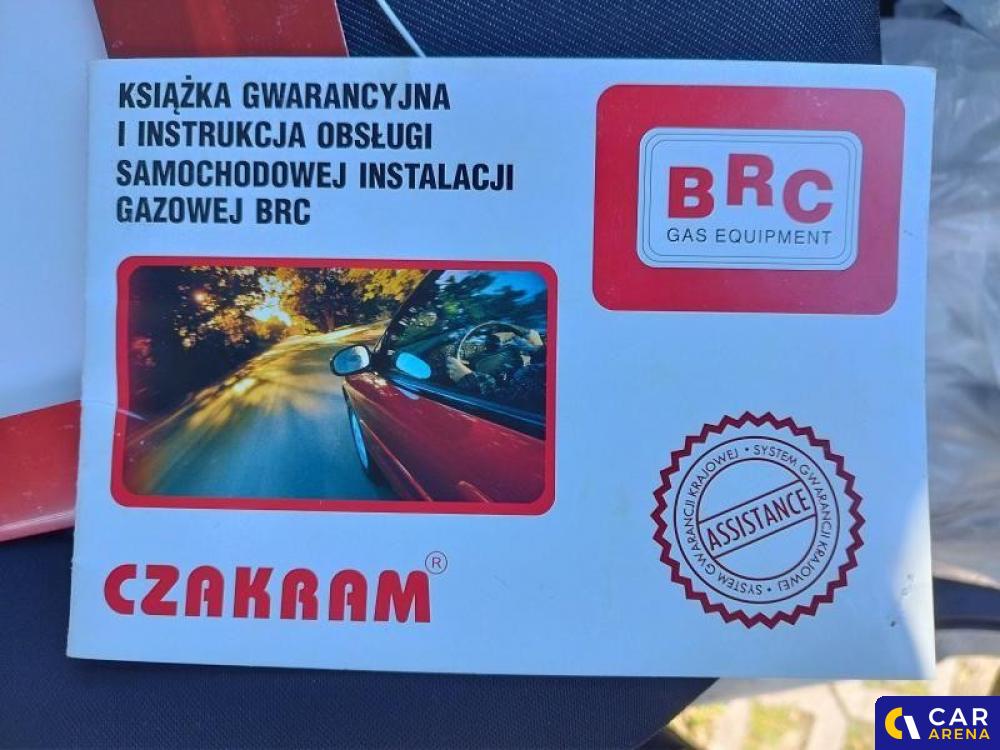 KSIĄŻKA GWARANCYJNA
I INSTRUKCJA OBSŁUGI
SAMOCHODOWEJ INSTALACJI
GAZOWEJ BRC
BRC
GAS EQUIPMENT
SYSTEM GWARANCJI KRAJOWEJ • SYSTEM GWARANCJI KRAJOWEJ •
ASSISTANCE
CZAKRAM®
CAR
ARENA